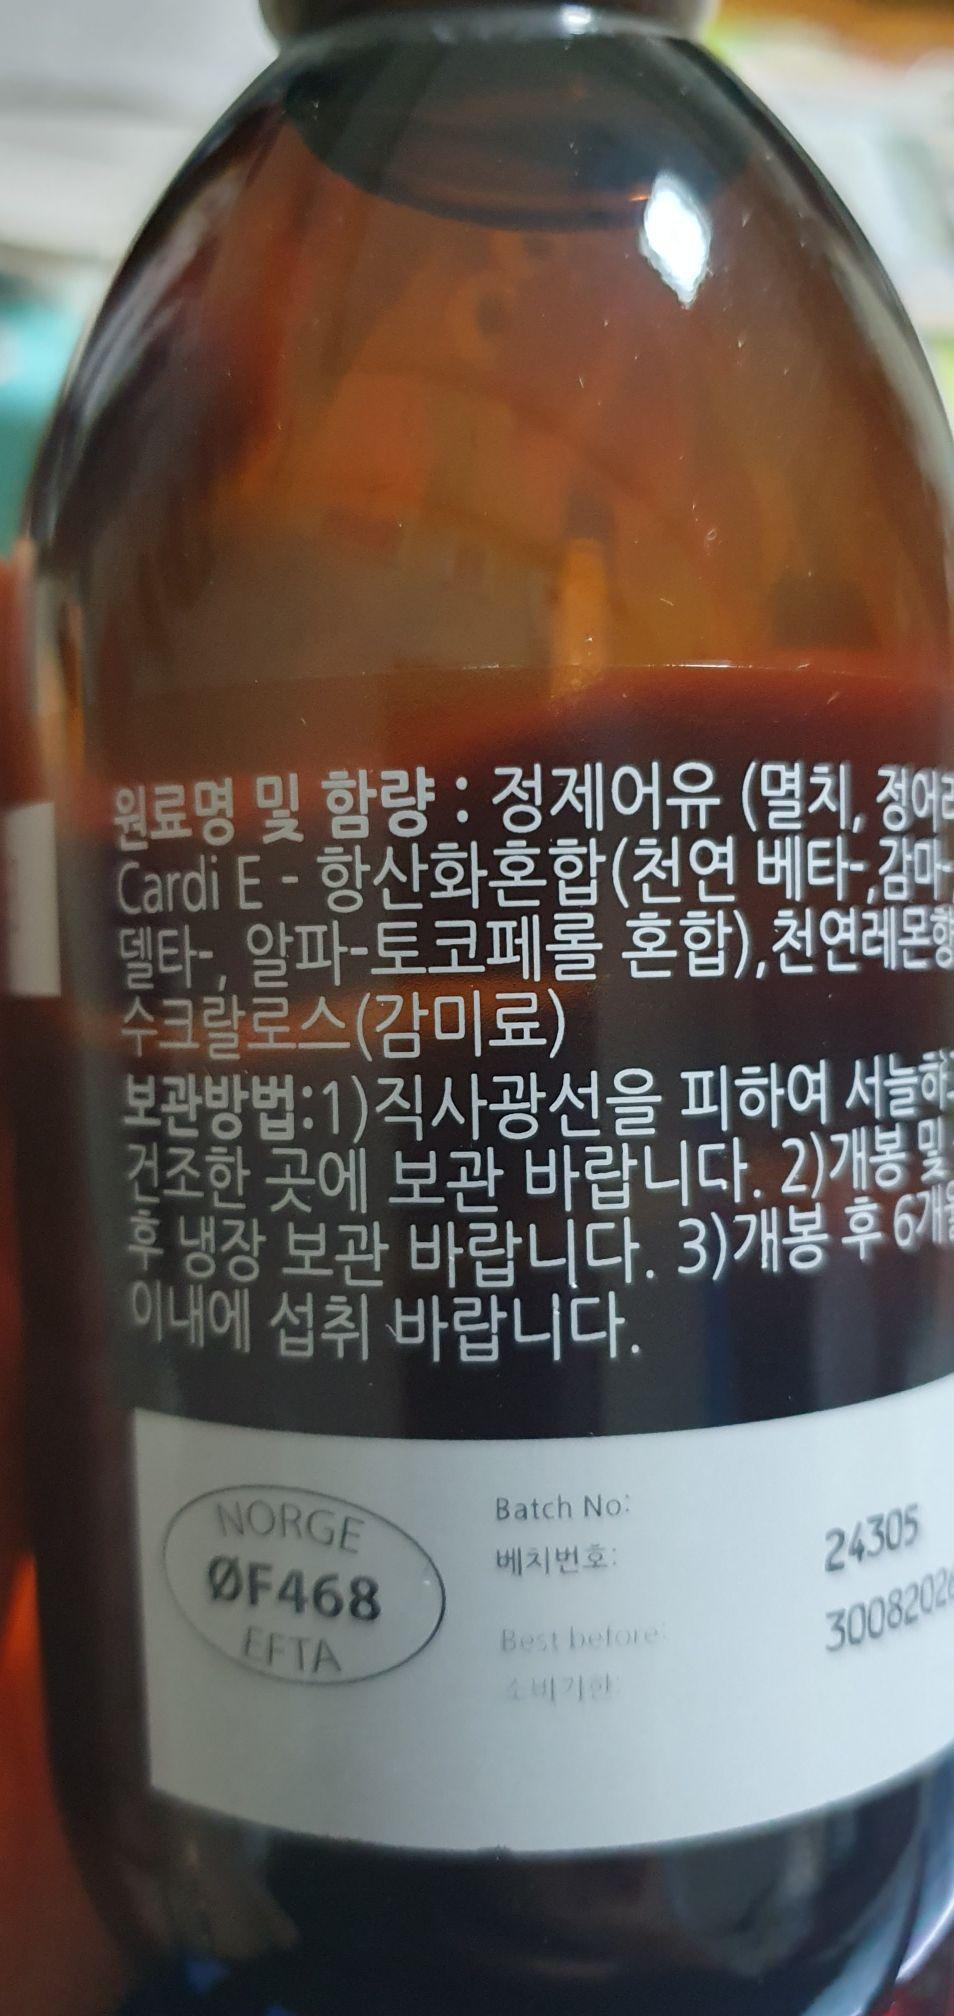 원료명 및 함량 : 정제어유 (멸치, 정어리
Cardi E - 항산화혼합(천연 베타-,감마-,
델타-, 알파-토코페롤 혼합),천연레몬향
수크랄로스(감미료)
보관방법:1)직사광선을 피하여 서늘하고
건조한 곳에 보관 바랍니다. 2)개봉 및
후 냉장 보관 바랍니다. 3)개봉 후 6개월
이내에 섭취 바랍니다.
NORGE
ØF468
EFTA
Batch No:
베치번호: 24305
Best before: 30082026
소비기한: